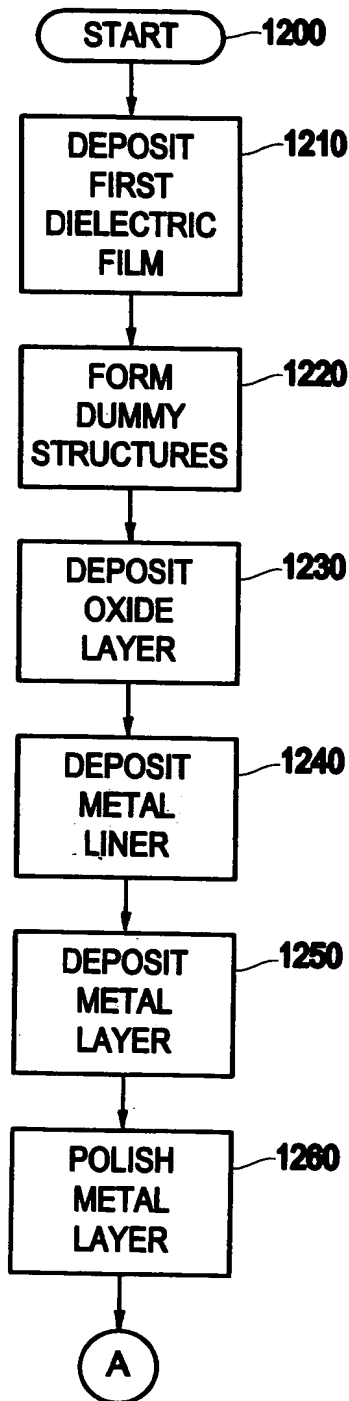 START
1200
DEPOSIT
FIRST
DIELECTRIC
FILM
1210
FORM
DUMMY
STRUCTURES
1220
DEPOSIT
OXIDE
LAYER
1230
DEPOSIT
METAL
LINER
1240
DEPOSIT
METAL
LAYER
1250
POLISH
METAL
LAYER
1260
A